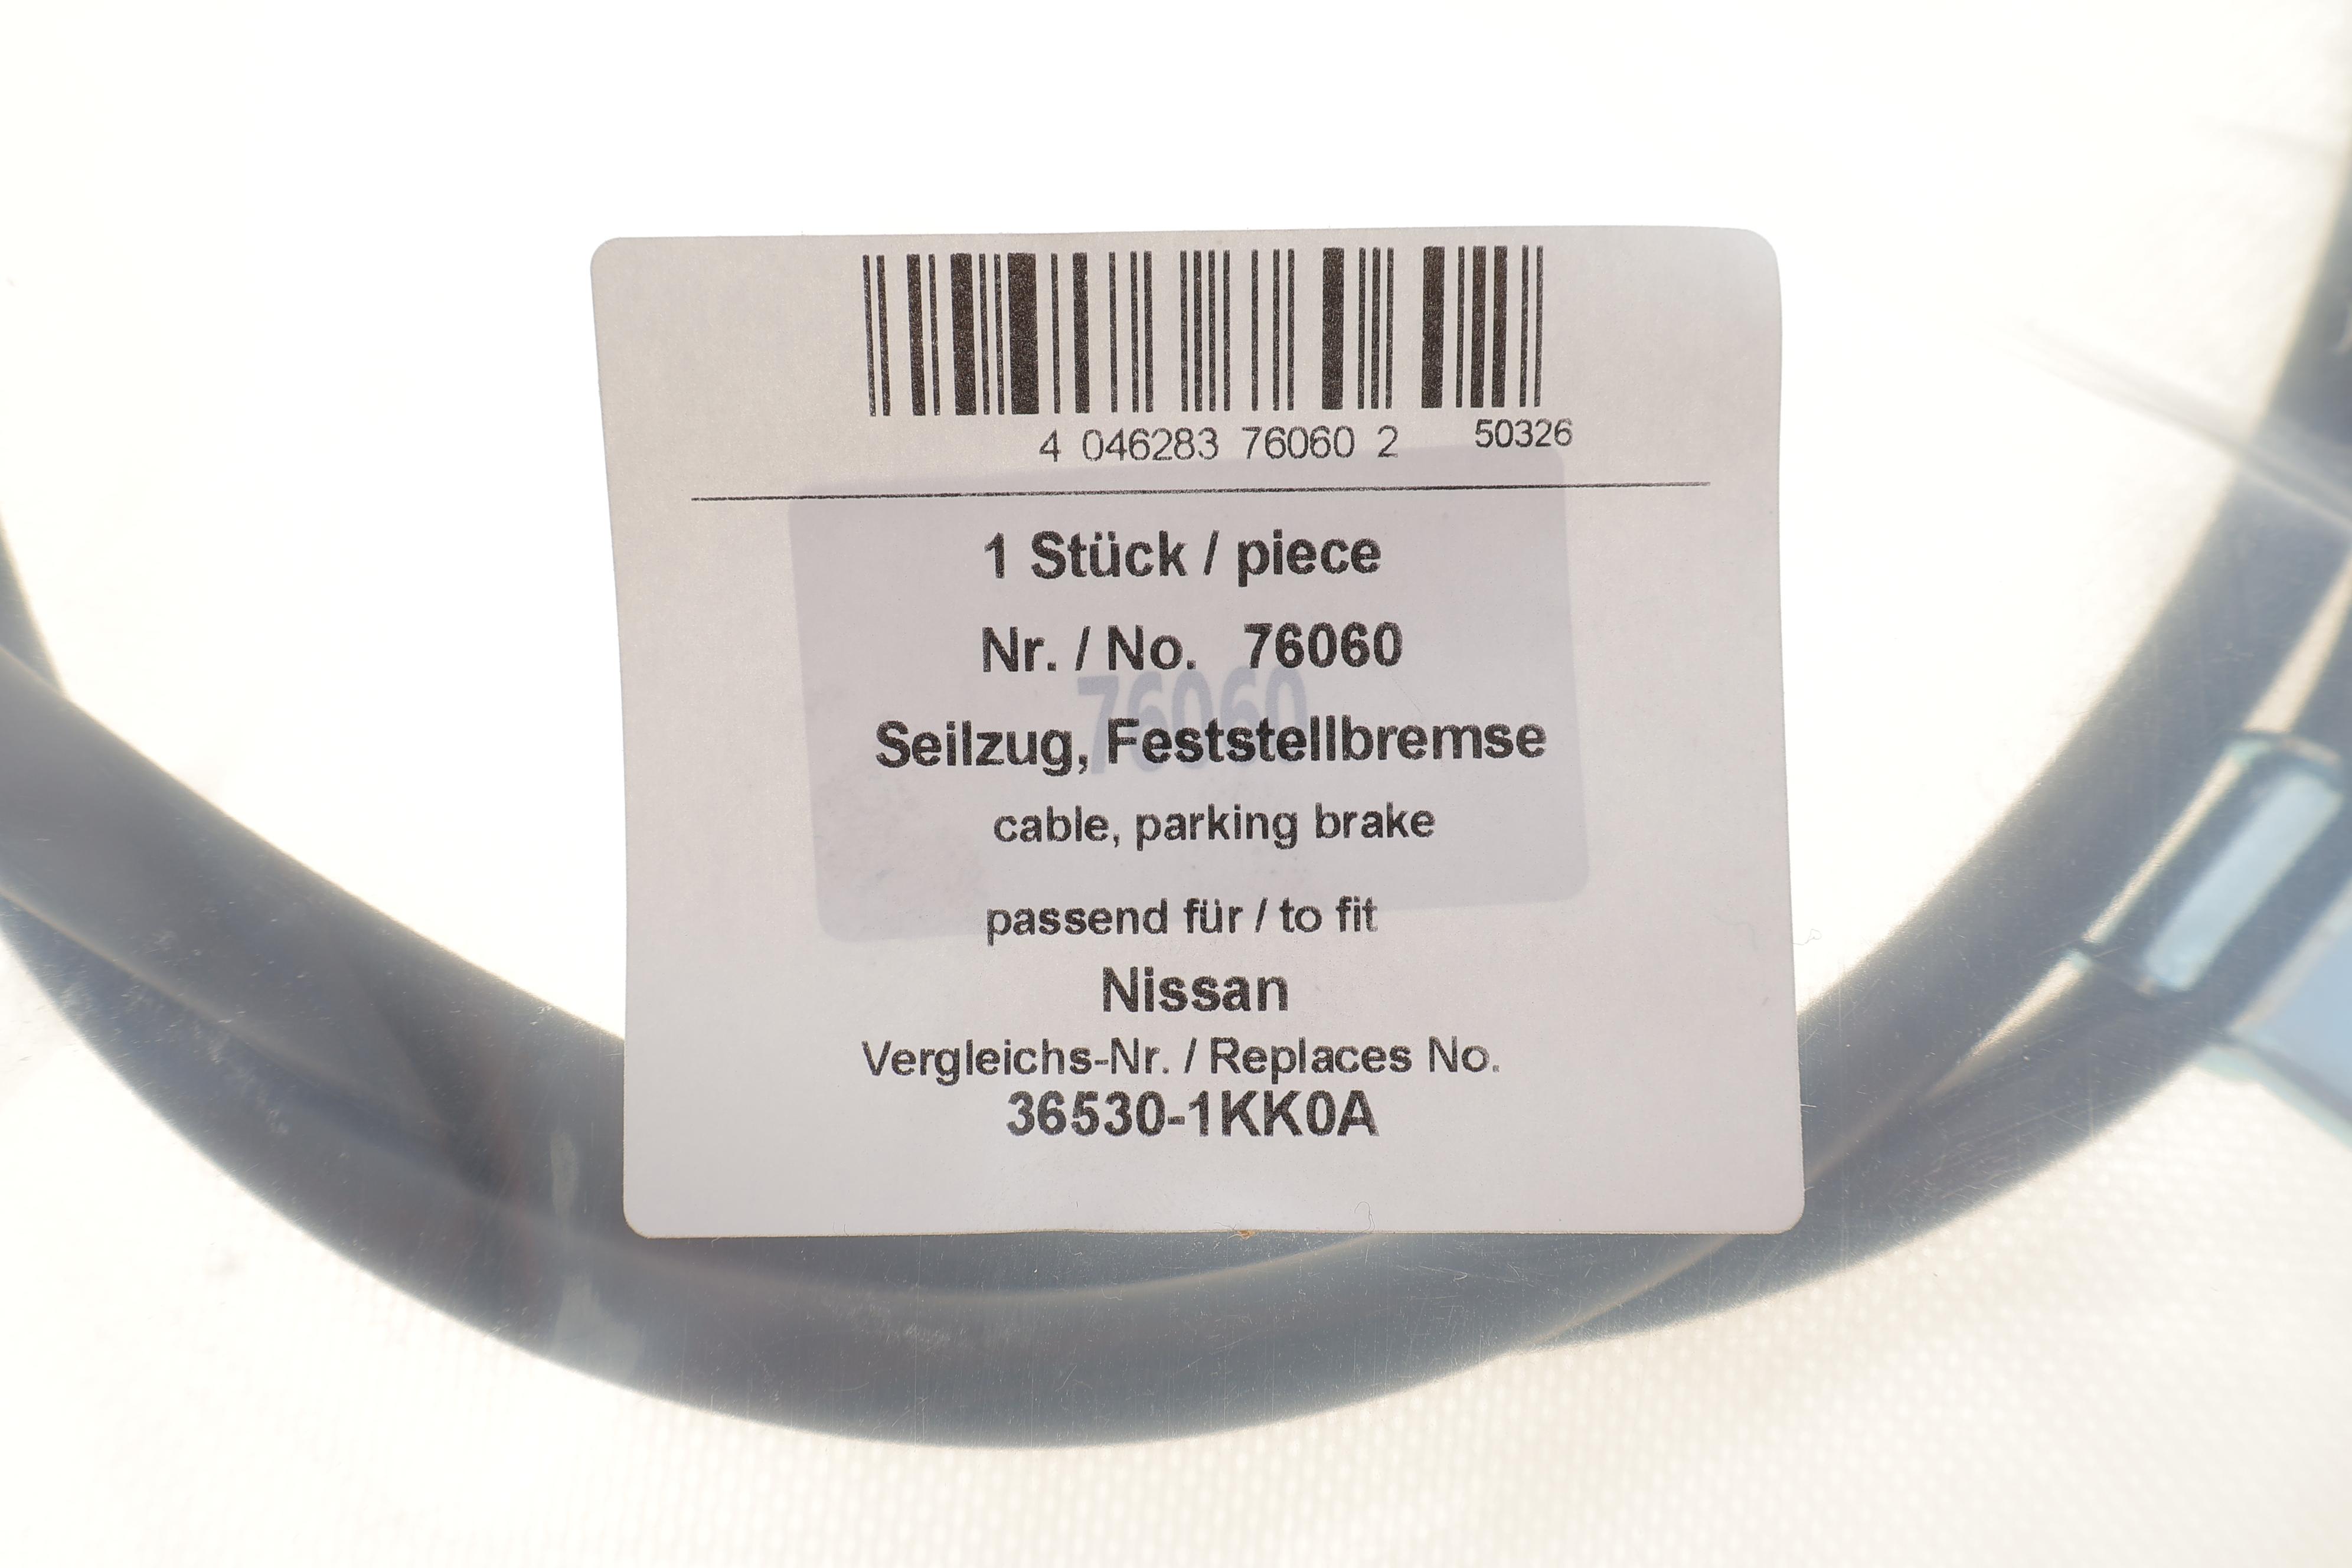 4 046283 76060 2 50326
1 Stück / piece
Nr. / No. 76060
76060
Seilzug, Feststellbremse
cable, parking brake
passend für / to fit
Nissan
Vergleichs-Nr. / Replaces No.
36530-1KK0A